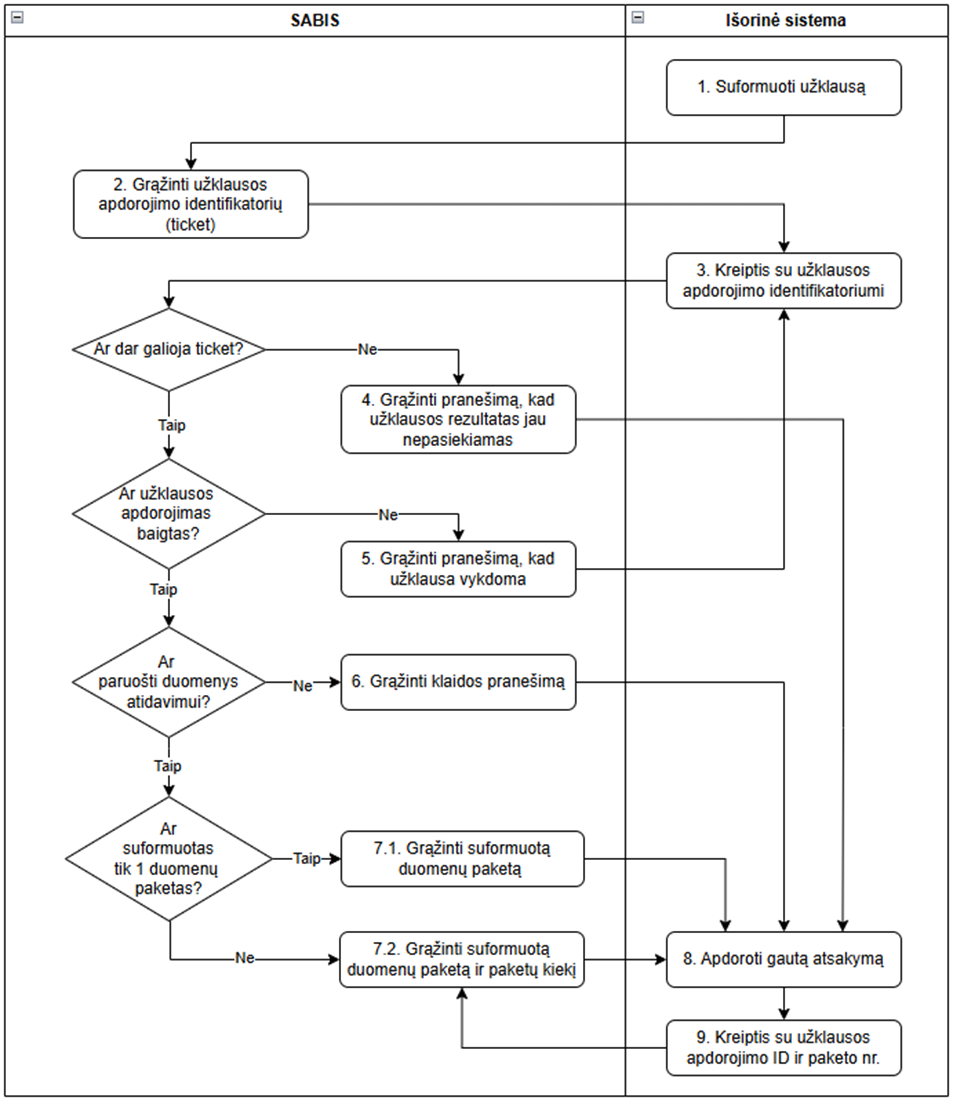 SABIS
Išorinė sistema
1. Suformuoti užklausą
2. Grąžinti užklausos
apdorojimo identifikatorių
(ticket)
3. Kreiptis su užklausos
apdorojimo identifikatoriumi
Ar dar galioja ticket?
Ne
4. Grąžinti pranešimą, kad
užklausos rezultatas jau
nepasiekiamas
Taip
Ar užklausos
apdorojimas
baigtas?
Ne
5. Grąžinti pranešimą, kad
užklausa vykdoma
Taip
Ar
paruošti duomenys
atidavimui?
Ne
6. Grąžinti klaidos pranešimą
Taip
Ar
suformuotas
tik 1 duomenų
paketas?
Taip
7.1. Grąžinti suformuotą
duomenų paketą
Ne
7.2. Grąžinti suformuotą
duomenų paketą ir paketų kiekį
8. Apdoroti gautą atsakymą
9. Kreiptis su užklausos
apdorojimo ID ir paketo nr.